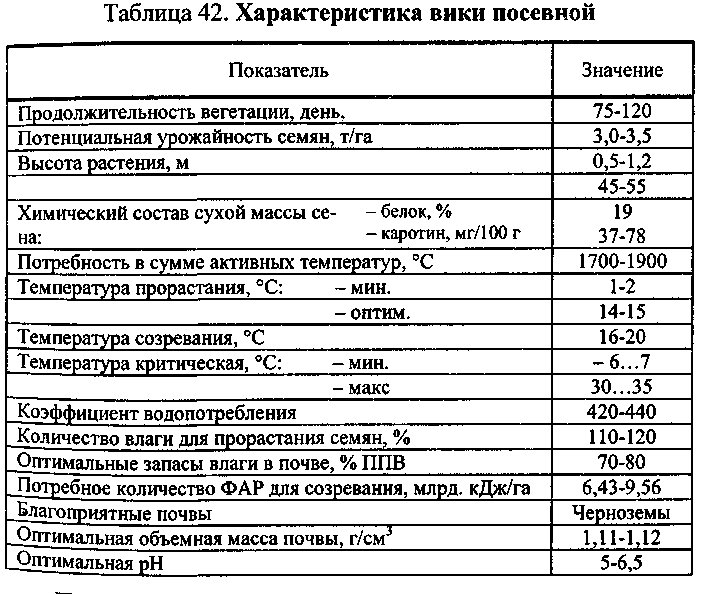 Таблица 42. Характеристика вики посевной
Показатель Значение
Продолжительность вегетации, день. 75-120
Потенциальная урожайность семян, т/га 3,0-3,5
Высота растения, м 0,5-1,2
45-55
Химический состав сухой массы се- – белок, % 19
на: – каротин, мг/100 г 37-78
Потребность в сумме активных температур, °С 1700-1900
Температура прорастания, °С: – мин. 1-2
– оптим. 14-15
Температура созревания, °С 16-20
Температура критическая, °С: – мин. – 6…7
– макс 30…35
Коэффициент водопотребления 420-440
Количество влаги для прорастания семян, % 110-120
Оптимальные запасы влаги в почве, % ППВ 70-80
Потребное количество ФАР для созревания, млрд. кДж/га 6,43-9,56
Благоприятные почвы Черноземы
Оптимальная объемная масса почвы, г/см³ 1,11-1,12
Оптимальная рН 5-6,5